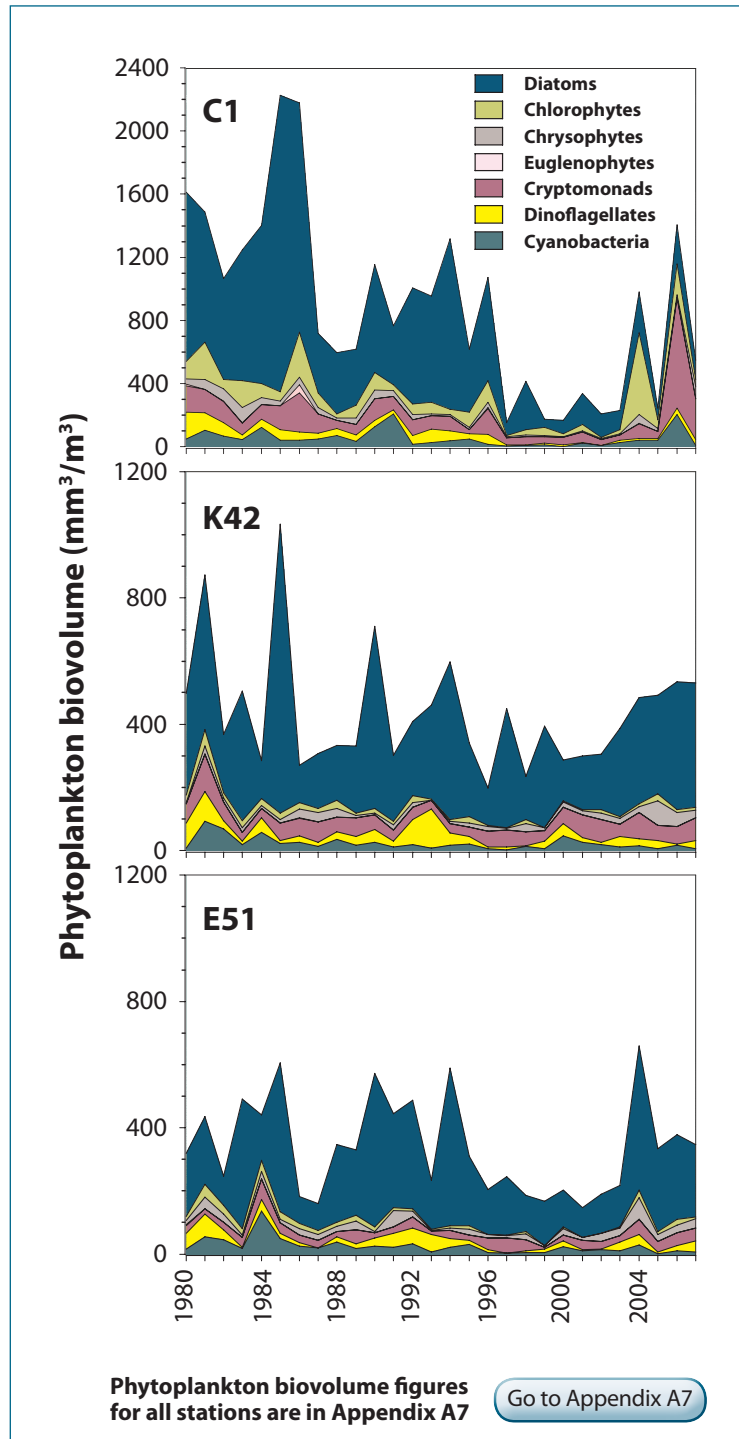 Phytoplankton biovolume (mm³/m³)
2400
2000
1600
1200
800
400
0
C1
Diatoms
Chlorophytes
Chrysophytes
Euglenophytes
Cryptomonads
Dinoflagellates
Cyanobacteria
1200
800
400
0
K42
1200
800
400
0
E51
1980
1984
1988
1992
1996
2000
2004
Phytoplankton biovolume figures
for all stations are in Appendix A7
Go to Appendix A7